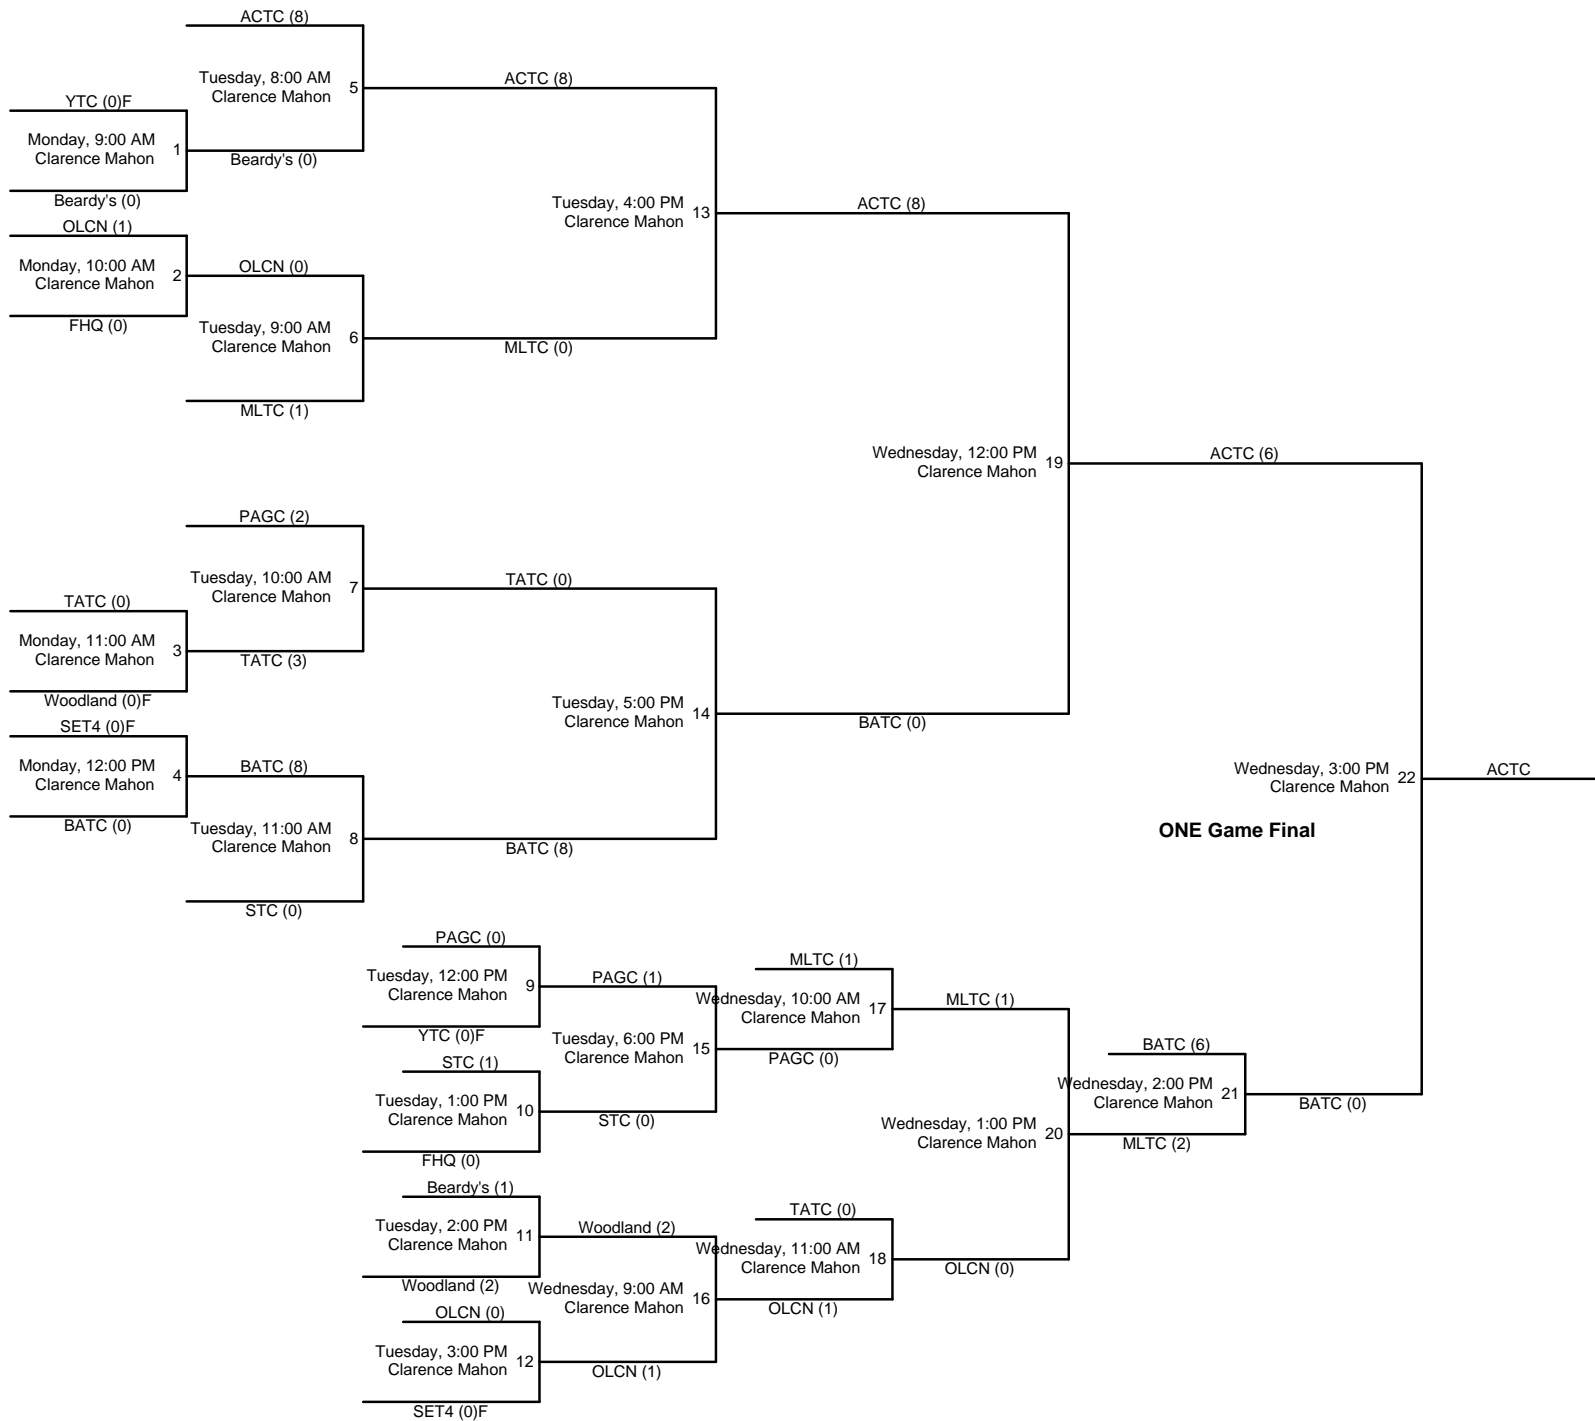 ACTC (8)
Tuesday, 8:00 AM
Clarence Mahon
5
ACTC (8)
YTC (0)F
Monday, 9:00 AM
Clarence Mahon
1
Beardy's (0)
Beardy's (0)
OLCN (1)
Monday, 10:00 AM
Clarence Mahon
2
OLCN (0)
FHQ (0)
Tuesday, 9:00 AM
Clarence Mahon
6
MLTC (0)
MLTC (1)
Tuesday, 4:00 PM
Clarence Mahon
13
ACTC (8)
Wednesday, 12:00 PM
Clarence Mahon
19
ACTC (6)
PAGC (2)
Tuesday, 10:00 AM
Clarence Mahon
7
TATC (0)
TATC (0)
Monday, 11:00 AM
Clarence Mahon
3
TATC (3)
Woodland (0)F
SET4 (0)F
Monday, 12:00 PM
Clarence Mahon
4
BATC (8)
BATC (0)
Tuesday, 11:00 AM
Clarence Mahon
8
BATC (8)
STC (0)
Tuesday, 5:00 PM
Clarence Mahon
14
BATC (0)
Wednesday, 3:00 PM
Clarence Mahon
22
ACTC
ONE Game Final
PAGC (0)
Tuesday, 12:00 PM
Clarence Mahon
9
PAGC (1)
YTC (0)F
Tuesday, 6:00 PM
Clarence Mahon
15
STC (1)
Tuesday, 1:00 PM
Clarence Mahon
10
STC (0)
FHQ (0)
MLTC (1)
Wednesday, 10:00 AM
Clarence Mahon
17
MLTC (1)
PAGC (0)
Beardy's (1)
Tuesday, 2:00 PM
Clarence Mahon
11
Woodland (2)
Woodland (2)
Wednesday, 9:00 AM
Clarence Mahon
16
OLCN (0)
Tuesday, 3:00 PM
Clarence Mahon
12
OLCN (1)
SET4 (0)F
TATC (0)
Wednesday, 11:00 AM
Clarence Mahon
18
OLCN (0)
OLCN (1)
Wednesday, 1:00 PM
Clarence Mahon
20
BATC (6)
Wednesday, 2:00 PM
Clarence Mahon
21
BATC (0)
MLTC (2)